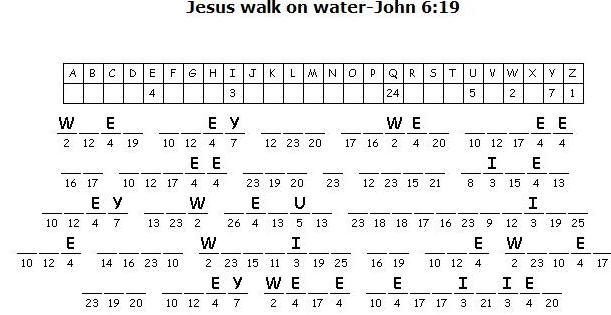 Jesus walk on water-John 6:19
A B C D E F G H I J K L M N O P Q R S T U V W X Y Z
4 3 24 5 2 7 1
W E E Y W E E E
2 12 4 19 10 12 4 7 12 23 20 17 16 2 4 20 10 12 17 4 4
E E I E
16 17 10 12 17 4 4 23 19 20 23 12 23 15 21 8 3 15 4 13
E Y W E U I
10 12 4 7 13 23 2 26 4 13 5 13 23 18 18 17 16 23 9 12 3 19 25
E W I E W E
10 12 4 14 16 23 10 2 23 15 11 3 19 25 16 19 10 12 4 2 23 10 4 17
E Y W E E E I I E
23 19 20 10 12 4 7 2 4 17 4 10 4 17 17 3 21 3 4 20